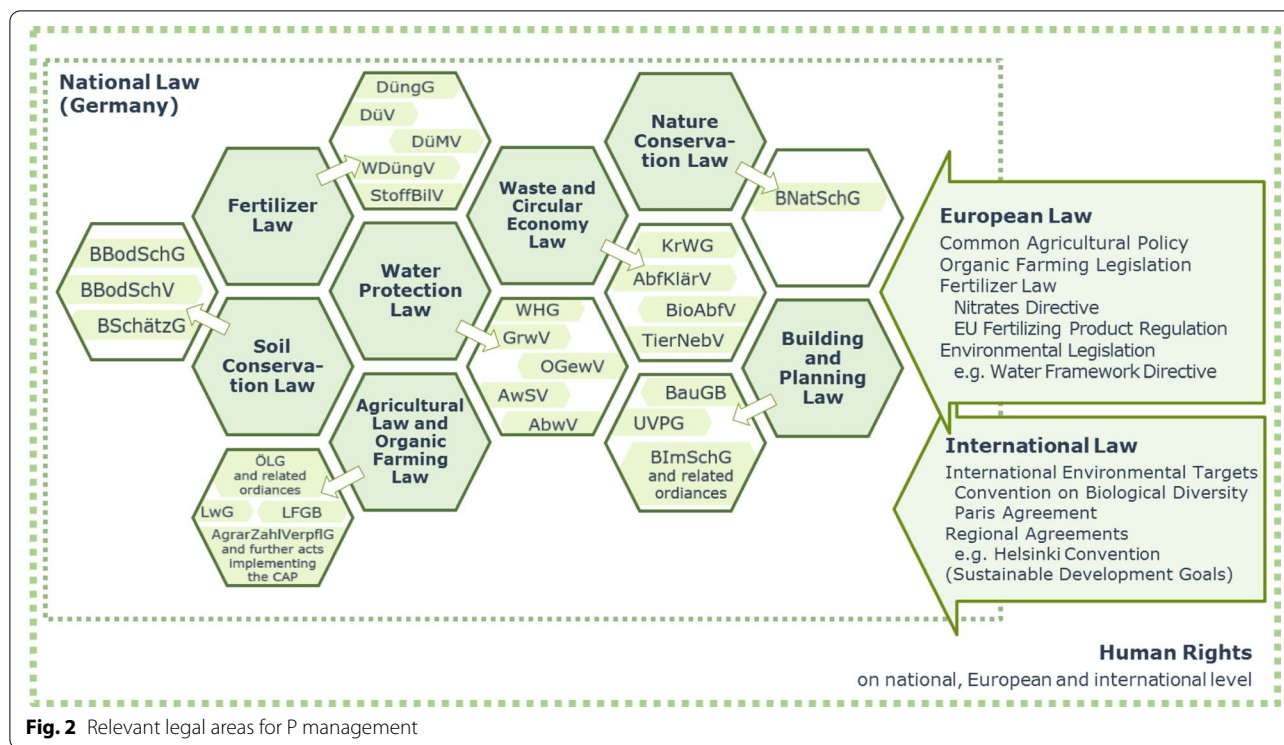 National Law
(Germany)
DüngG
DüV
DüMV
WDüngV
StoffBilV
Fertilizer
Law
Nature
Conserva-
tion Law
BNatSchG
Waste and
Circular
Economy
Law
KrWG
AbfKlärV
BioAbfV
TierNebV
BBodSchG
BBodSchV
BSchätzG
Water
Protection
Law
WHG
GrwV
OGewV
AwSV
AbwV
Soil
Conserva-
tion Law
Building
and
Planning
Law
BauGB
UVPG
BImSchG
and related
ordiances
Agricultural
Law and
Organic
Farming
Law
ÖLG
and related
ordiances
LwG
LFGB
AgrarZahlVerpflG
and further acts
implementing
the CAP
European Law
Common Agricultural Policy
Organic Farming Legislation
Fertilizer Law
Nitrates Directive
EU Fertilizing Product Regulation
Environmental Legislation
e.g. Water Framework Directive
International Law
International Environmental Targets
Convention on Biological Diversity
Paris Agreement
Regional Agreements
e.g. Helsinki Convention
(Sustainable Development Goals)
Human Rights
on national, European and international level
Fig. 2 Relevant legal areas for P management